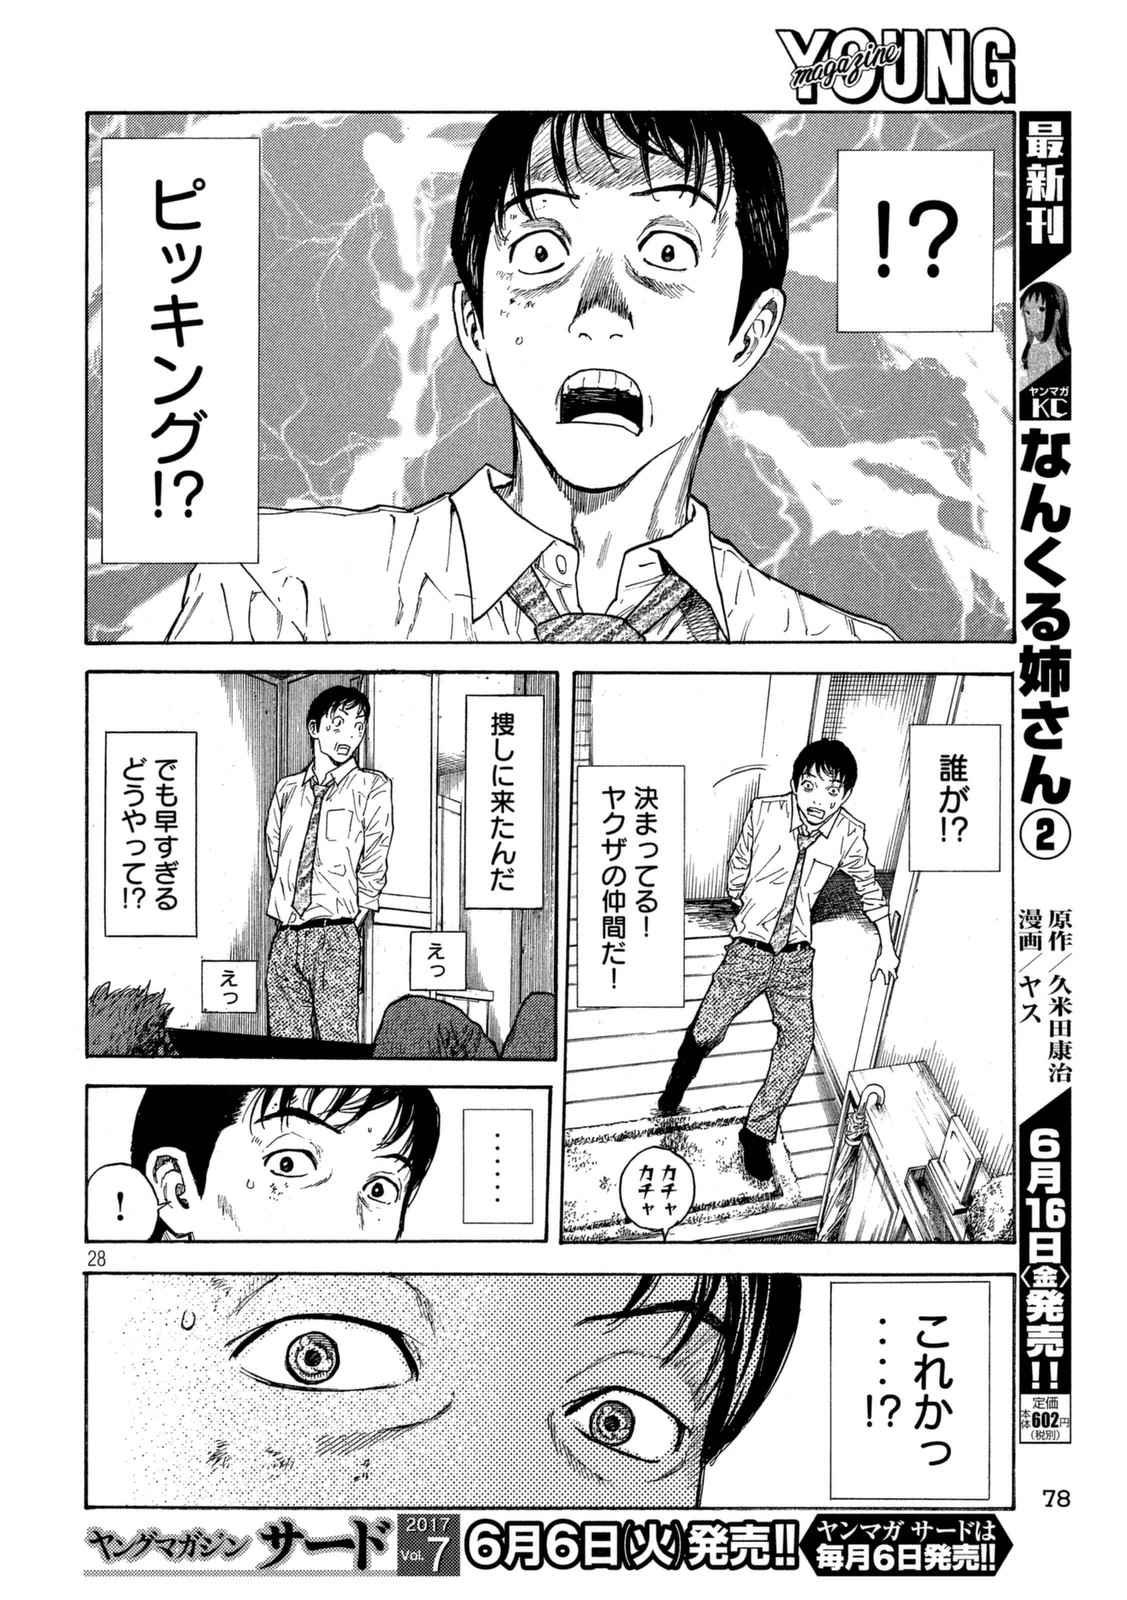 YOUNG
magazine
!?
ピッキング!?
誰が!?
決まってる!
ヤクザの仲間だ!
カチャ
カチャ
捜しに来たんだ
でも早すぎる
どうやって!?
えっ
えっ
……
!
28
これかっ
……!?
最新刊
ヤンマガ
KC
なんくる姉さん②
原作/久米田康治
漫画/ヤス
6月16日〈金〉発売!!
定価
本体602円
(税別)
78
ヤングマガジン サード
2017
Vol.7
6月6日(火)発売!!
ヤンマガ サードは
毎月6日発売!!